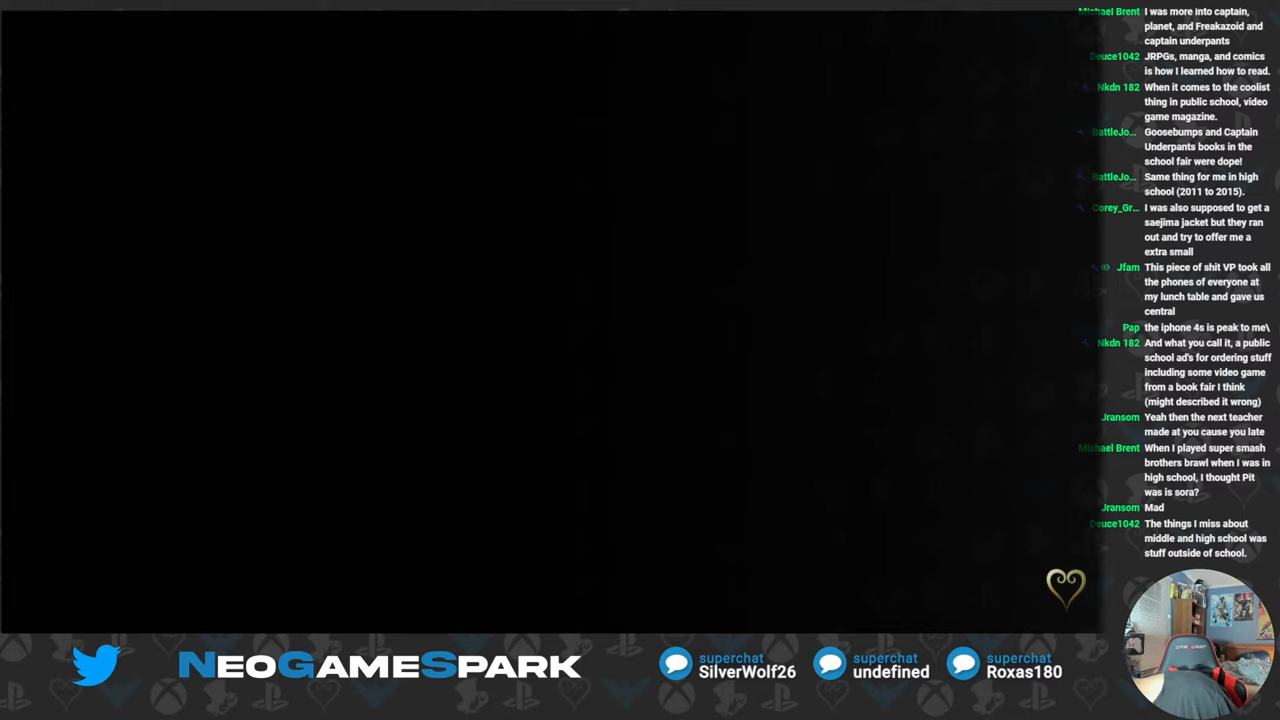 Michael Brent I was more into captain,
planet, and Freakazoid and
captain underpants
Deuce1042 JRPGs, manga, and comics
is how I learned how to read.
Nkdn 182 When it comes to the coolist
thing in public school, video
game magazine.
BattleJo... Goosebumps and Captain
Underpants books in the
school fair were dope!
BattleJo... Same thing for me in high
school (2011 to 2015).
Corey_Gr... I was also supposed to get a
saejima jacket but they ran
out and try to offer me a
extra small
Jfam This piece of shit VP took all
the phones of everyone at
my lunch table and gave us
central
Pap the iphone 4s is peak to me\
Nkdn 182 And what you call it, a public
school ad's for ordering stuff
including some video game
from a book fair I think
(might described it wrong)
Jransom Yeah then the next teacher
made at you cause you late
Michael Brent When I played super smash
brothers brawl when I was in
high school, I thought Pit
was is sora?
Jransom Mad
Deuce1042 The things I miss about
middle and high school was
stuff outside of school.
NEOGAMESPARK
superchat
SilverWolf26
superchat
undefined
superchat
Roxas180